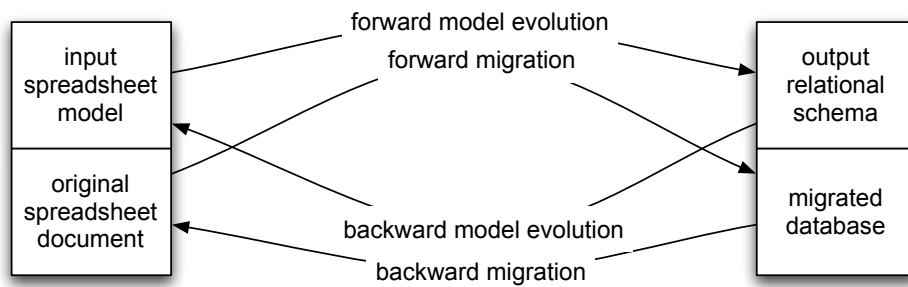 forward model evolution
forward migration
input
spreadsheet
model
output
relational
schema
original
spreadsheet
document
migrated
database
backward model evolution
backward migration